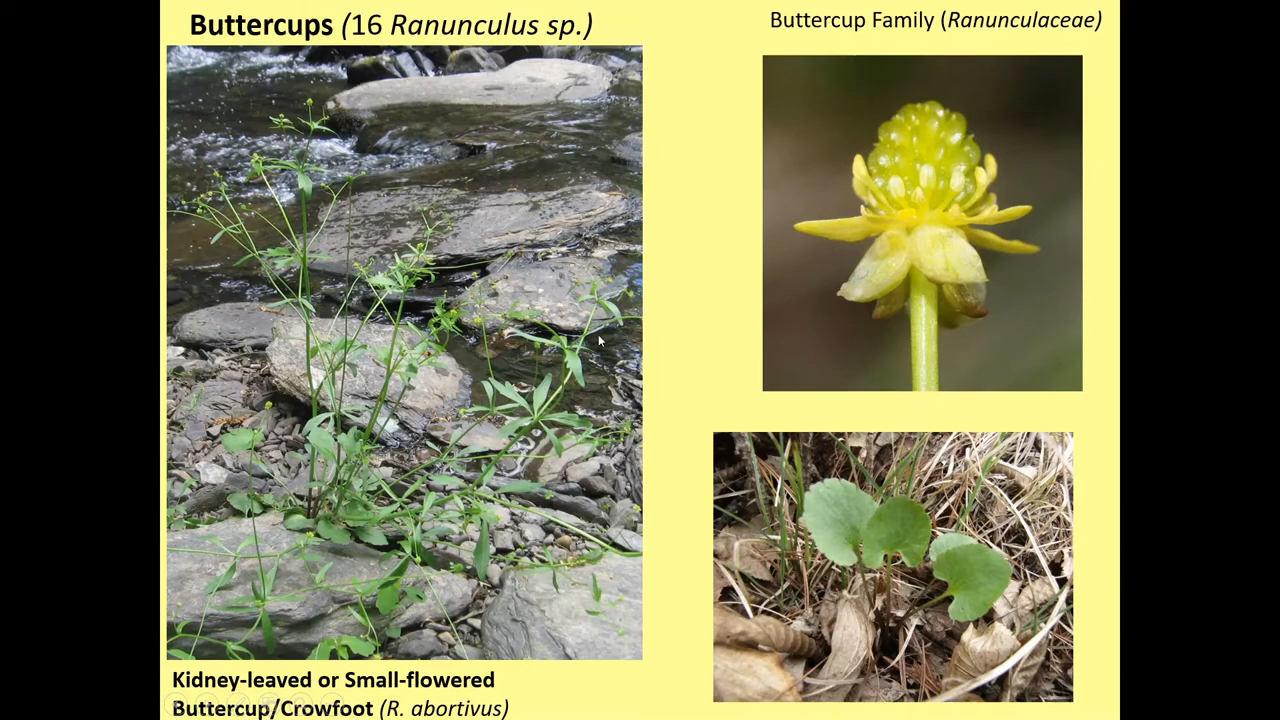 Buttercups (16 Ranunculus sp.)
Buttercup Family (Ranunculaceae)
Kidney-leaved or Small-flowered
Buttercup/Crowfoot (R. abortivus)